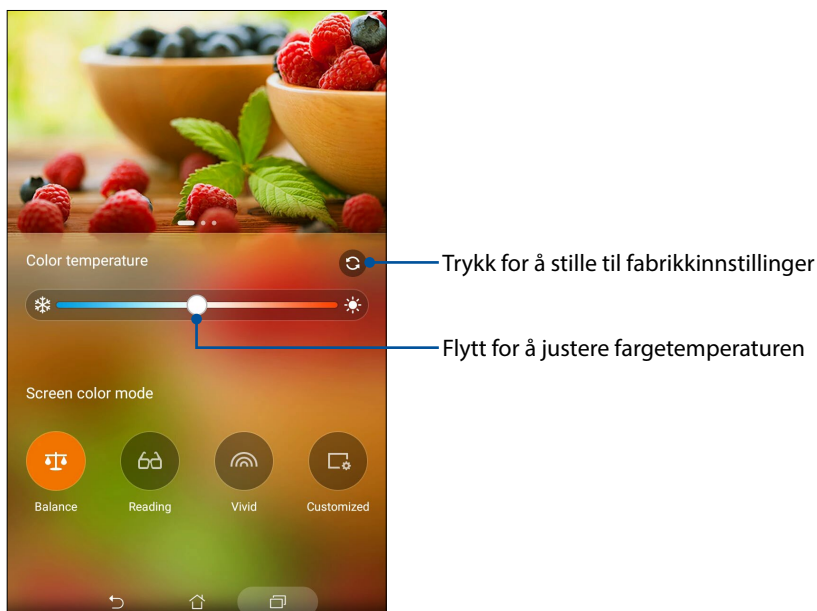 Color temperature
Trykk for å stille til fabrikkinnstillinger
Flytt for å justere fargetemperaturen
Screen color mode
Balance
Reading
Vivid
Customized